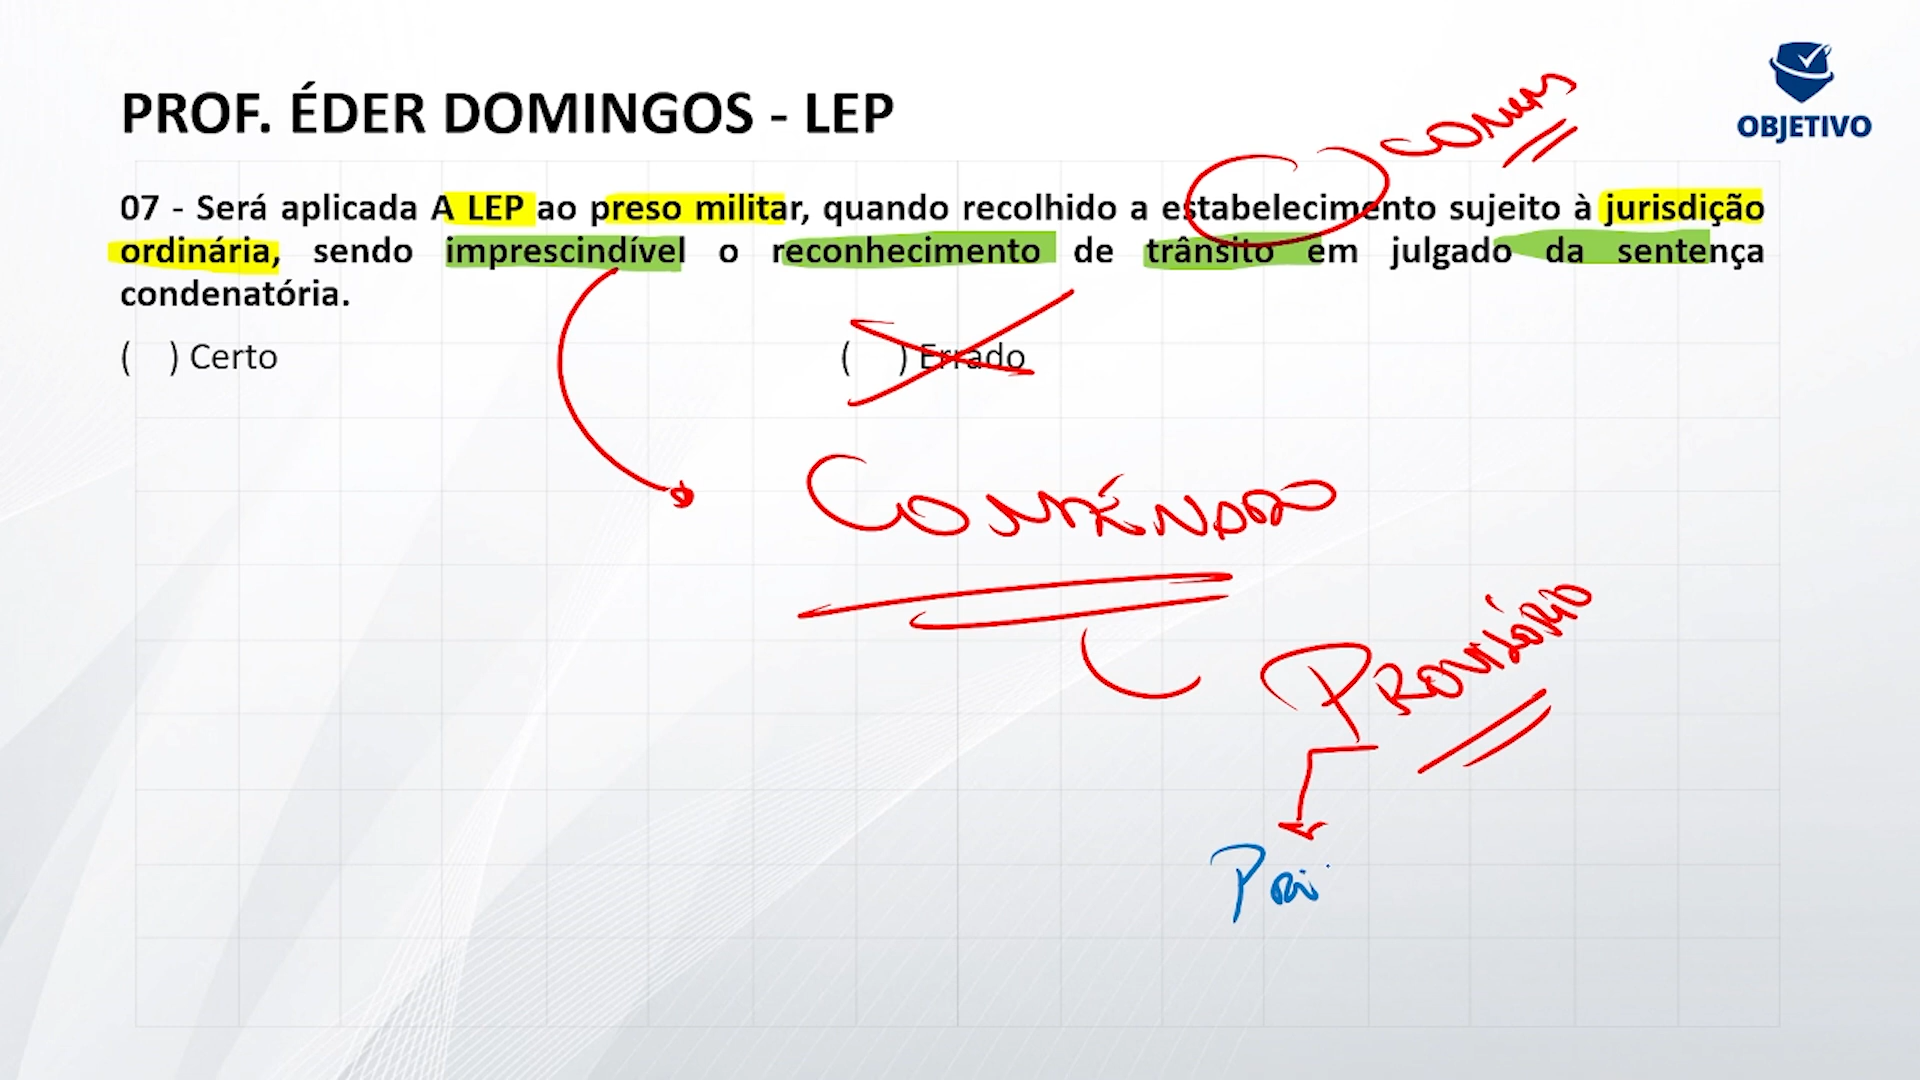 PROF. ÉDER DOMINGOS - LEP
OBJETIVO
comum
07 - Será aplicada A LEP ao preso militar, quando recolhido a estabelecimento sujeito à jurisdição
ordinária, sendo imprescindível o reconhecimento de trânsito em julgado da sentença
condenatória.
( ) Certo ( ) Errado
CONDENADO
PROVISÓRIO